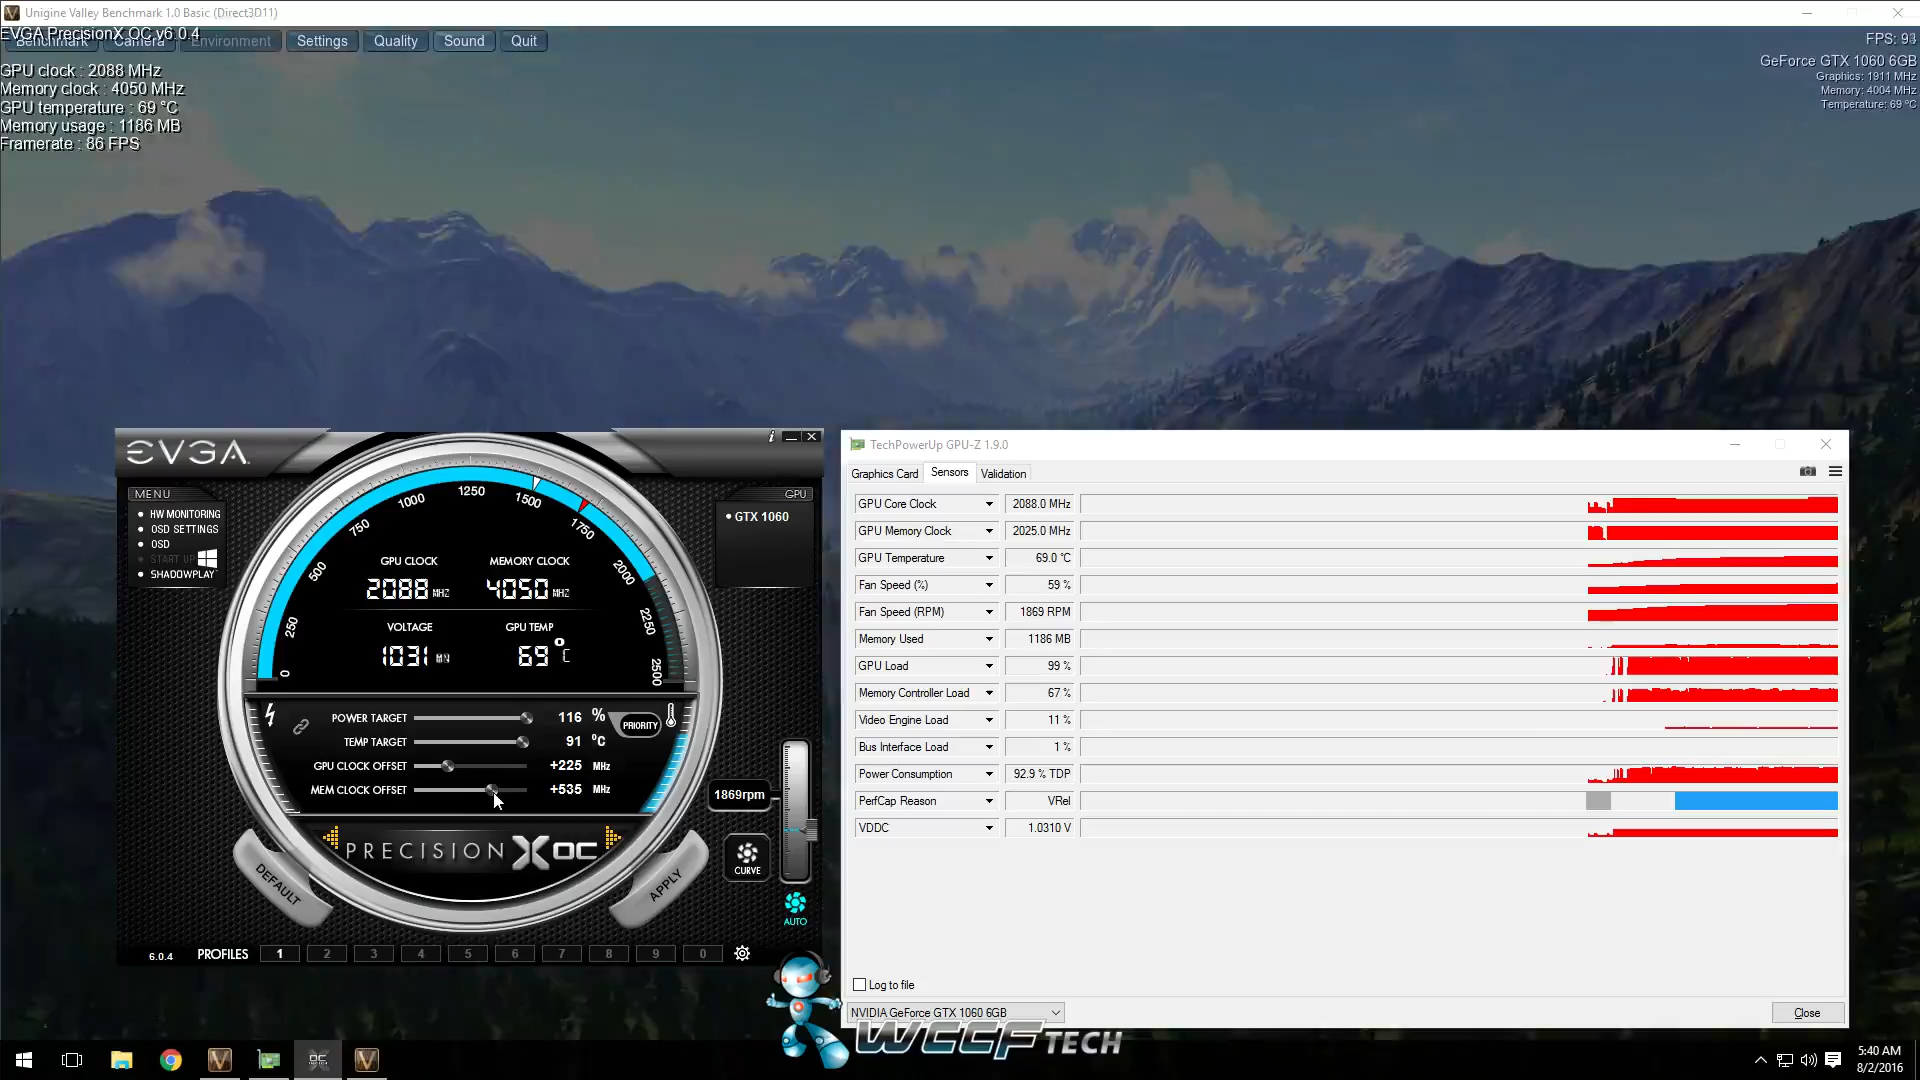 Unigine Valley Benchmark 1.0 Basic (Direct3D11)
EVGA PrecisionX OC v6.0.4
Benchmark Camera Environment Settings Quality Sound Quit
FPS: 93
GPU clock : 2088 MHz
Memory clock : 4050 MHz
GPU temperature : 69 °C
Memory usage : 1186 MB
Framerate : 86 FPS
GeForce GTX 1060 6GB
Graphics: 1911 MHz
Memory: 4004 MHz
Temperature: 69 °C
EVGA
i
MENU
HW MONITORING
OSD SETTINGS
OSD
START UP
SHADOWPLAY
GPU
GTX 1060
0 250 500 750 1000 1250 1500 1750 2000 2250 2500
GPU CLOCK MEMORY CLOCK
2088 MHZ 4050 MHZ
VOLTAGE GPU TEMP
1031 69 °C
POWER TARGET 116 %
PRIORITY
TEMP TARGET 91 °C
GPU CLOCK OFFSET +225 MHz
MEM CLOCK OFFSET +535 MHz
1869rpm
PRECISION XOC
DEFAULT
APPLY
CURVE
AUTO
6.0.4 PROFILES 1 2 3 4 5 6 7 8 9 0
TechPowerUp GPU-Z 1.9.0
Graphics Card Sensors Validation
GPU Core Clock 2088.0 MHz
GPU Memory Clock 2025.0 MHz
GPU Temperature 69.0 °C
Fan Speed (%) 59 %
Fan Speed (RPM) 1869 RPM
Memory Used 1186 MB
GPU Load 99 %
Memory Controller Load 67 %
Video Engine Load 11 %
Bus Interface Load 1 %
Power Consumption 92.9 % TDP
PerfCap Reason VRel
VDDC 1.0310 V
Log to file
NVIDIA GeForce GTX 1060 6GB
Close
WCCF TECH
OC
5:40 AM
8/2/2016